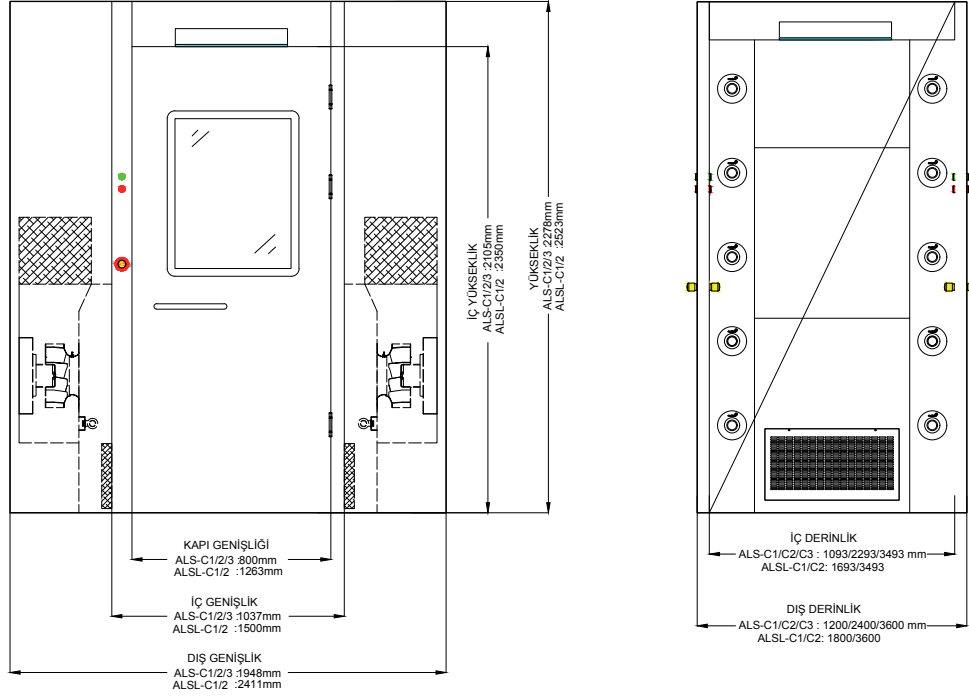 İÇ YÜKSEKLİK
ALS-C1/2/3 :2105mm
ALSL-C1/2 :2350mm
YÜKSEKLİK
ALS-C1/2/3 :2278mm
ALSL-C1/2 :2523mm
KAPI GENİŞLİĞİ
ALS-C1/2/3 :800mm
ALSL-C1/2 :1263mm
İÇ GENİŞLİK
ALS-C1/2/3 :1037mm
ALSL-C1/2 :1500mm
DIŞ GENİŞLİK
ALS-C1/2/3 :1948mm
ALSL-C1/2 :2411mm
İÇ DERİNLİK
ALS-C1/C2/C3 : 1093/2293/3493 mm
ALSL-C1/C2: 1693/3493
DIŞ DERİNLİK
ALS-C1/C2/C3 : 1200/2400/3600 mm
ALSL-C1/C2: 1800/3600